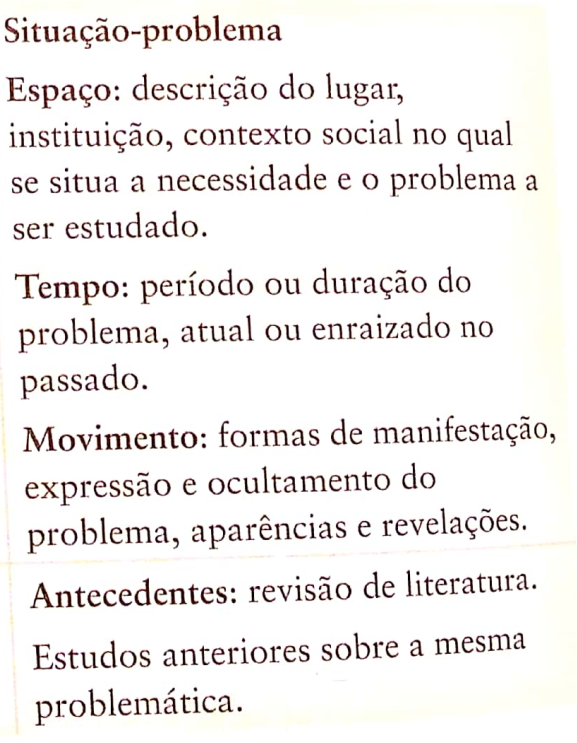 Situação-problema
Espaço: descrição do lugar,
instituição, contexto social no qual
se situa a necessidade e o problema a
ser estudado.
Tempo: período ou duração do
problema, atual ou enraizado no
passado.
Movimento: formas de manifestação,
expressão e ocultamento do
problema, aparências e revelações.
Antecedentes: revisão de literatura.
Estudos anteriores sobre a mesma
problemática.